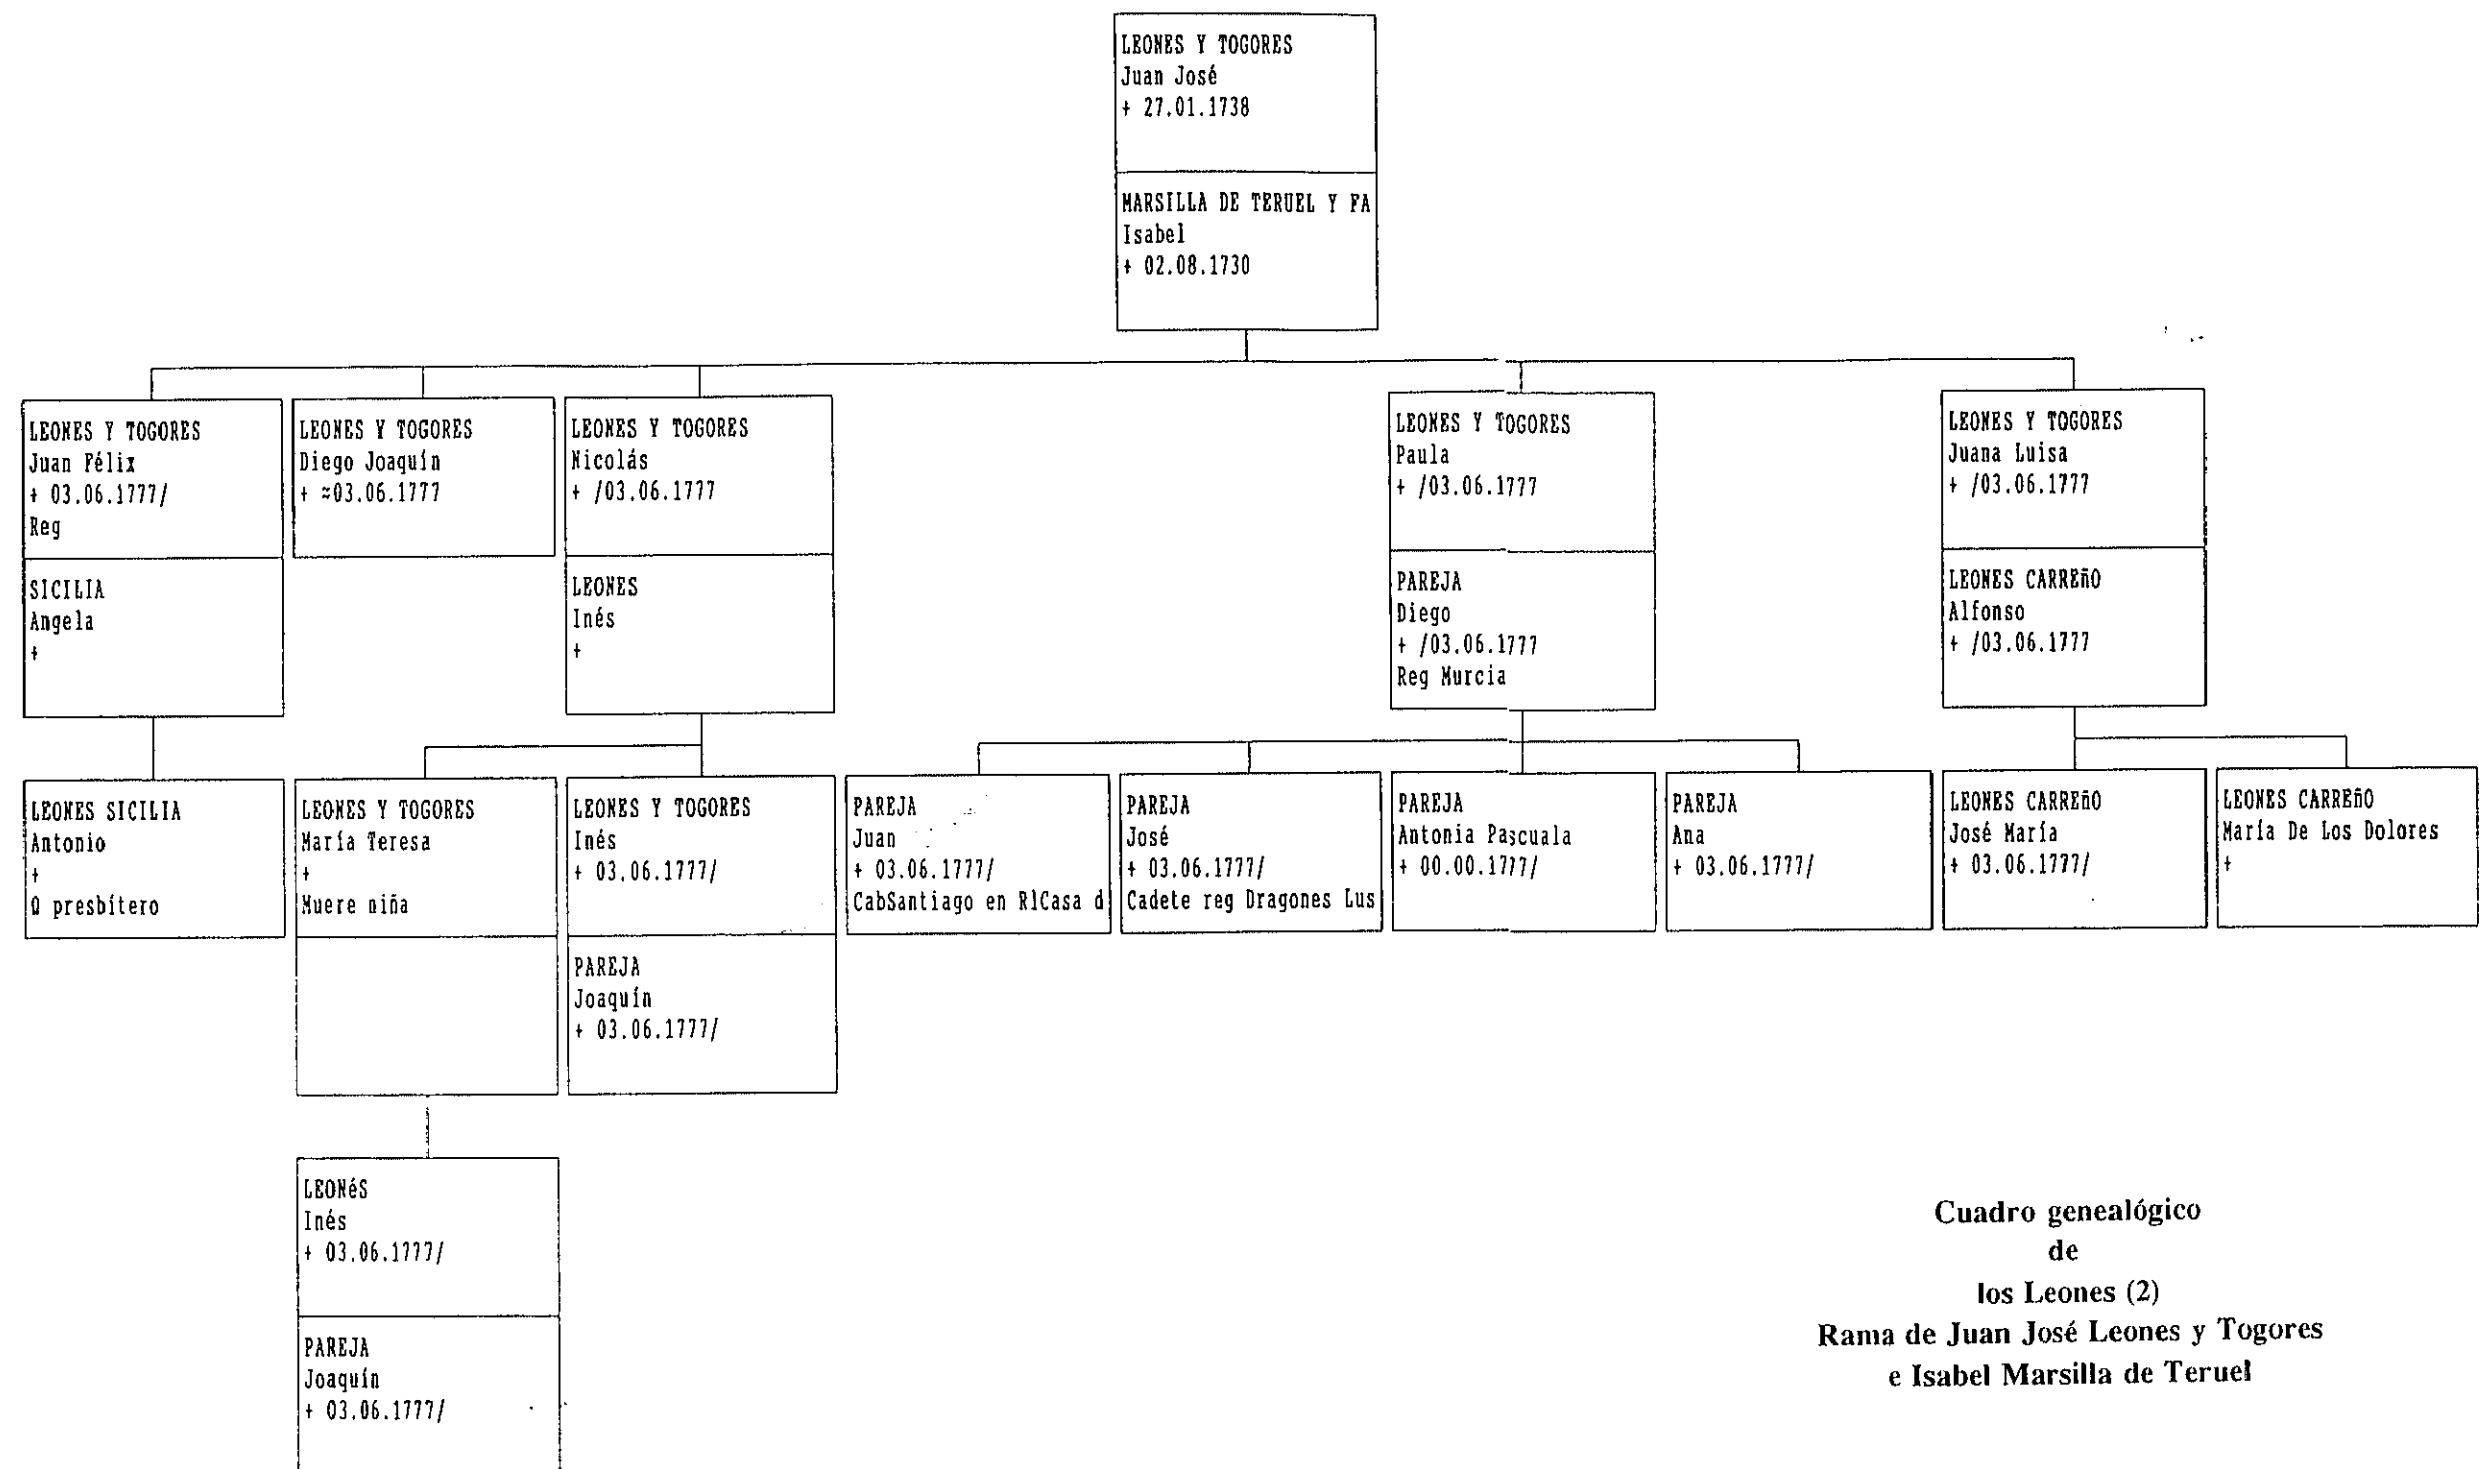 LEONES Y TOGORES
Juan José
+ 27.01.1738
MARSILLA DE TERUEL Y FA
Isabel
+ 02.08.1730
LEONES Y TOGORES
Juan Félix
+ 03.06.1777/
Reg
SICILIA
Angela
+
LEONES Y TOGORES
Diego Joaquín
+ ≈03.06.1777
LEONES Y TOGORES
Nicolás
+ /03.06.1777
LEONES
Inés
+
LEONES Y TOGORES
Paula
+ /03.06.1777
PAREJA
Diego
+ /03.06.1777
Reg Murcia
LEONES Y TOGORES
Juana Luisa
+ /03.06.1777
LEONES CARREñO
Alfonso
+ /03.06.1777
LEONES SICILIA
Antonio
+
Q presbítero
LEONES Y TOGORES
María Teresa
+
Muere niña
LEONES Y TOGORES
Inés
+ 03.06.1777/
PAREJA
Joaquín
+ 03.06.1777/
PAREJA
Juan
+ 03.06.1777/
CabSantiago en RlCasa d
PAREJA
José
+ 03.06.1777/
Cadete reg Dragones Lus
PAREJA
Antonia Pascuala
+ 00.00.1777/
PAREJA
Ana
+ 03.06.1777/
LEONES CARREñO
José María
+ 03.06.1777/
LEONES CARREñO
María De Los Dolores
+
LEONéS
Inés
+ 03.06.1777/
PAREJA
Joaquín
+ 03.06.1777/
Cuadro genealógico
de
los Leones (2)
Rama de Juan José Leones y Togores
e Isabel Marsilla de Teruel